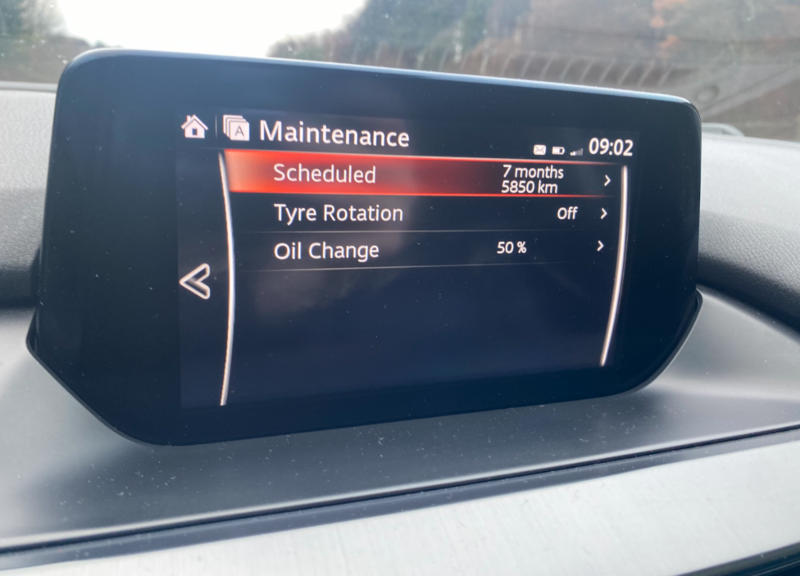 A Maintenance 09:02
Scheduled 7 months
5850 km
Tyre Rotation Off
Oil Change 50 %